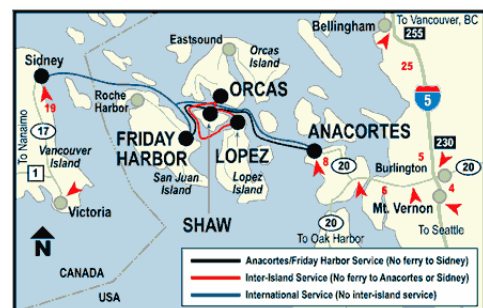 To Vancouver, BC
Bellingham
255
25
5
Eastsound
Orcas
Island
Sidney
ORCAS
Roche
Harbor
19
To Nanaimo
17
Vancouver
Island
1
FRIDAY
HARBOR
San Juan
Island
LOPEZ
Lopez
Island
SHAW
ANACORTES
8
20
230
5
Burlington
20
6
4
Mt. Vernon
20
To Oak Harbor
To Seattle
Victoria
N
CANADA
USA
Anacortes/Friday Harbor Service (No ferry to Sidney)
Inter-Island Service (No ferry to Anacortes or Sidney)
International Service (No inter-island service)